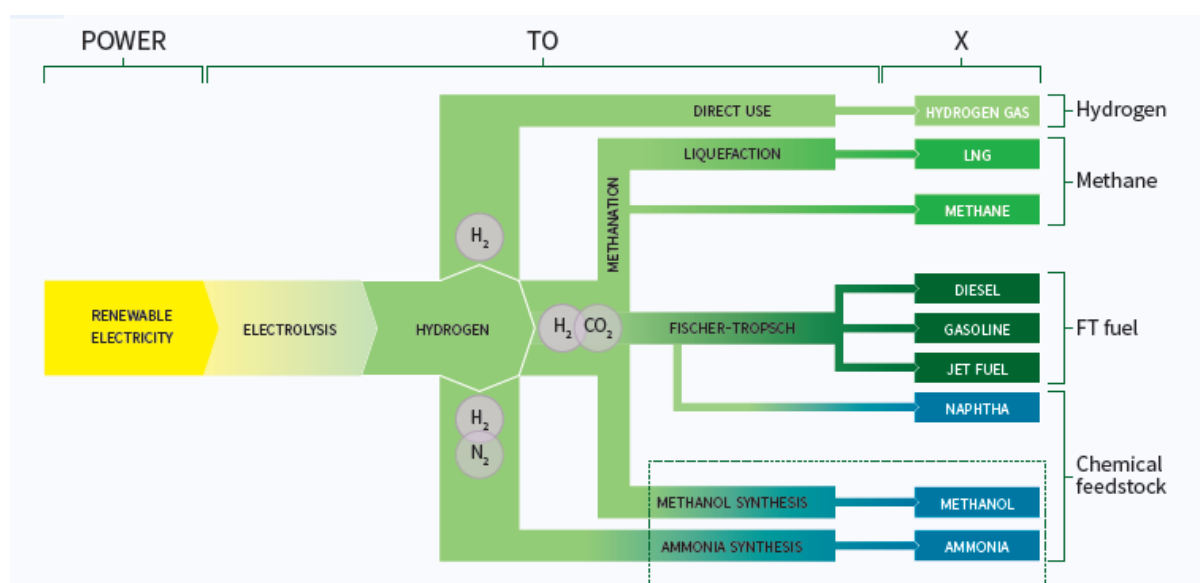 POWER
TO
X
DIRECT USE
HYDROGEN GAS
Hydrogen
LIQUEFACTION
LNG
METHANATION
METHANE
Methane
H2
RENEWABLE
ELECTRICITY
ELECTROLYSIS
HYDROGEN
H2
CO2
FISCHER-TROPSCH
DIESEL
GASOLINE
JET FUEL
FT fuel
NAPHTHA
H2
N2
Chemical
feedstock
METHANOL SYNTHESIS
METHANOL
AMMONIA SYNTHESIS
AMMONIA